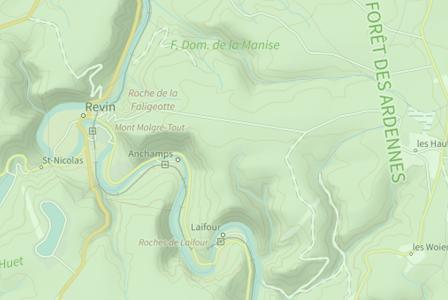 FORÊT DES ARDENNES
F. Dom. de la Manise
Roche de la
Faligeotte
Revin
Mont Malgré-Tout
les Hau
Anchamps
St-Nicolas
Laifour
Roches de Laifour
les Woier
Huet